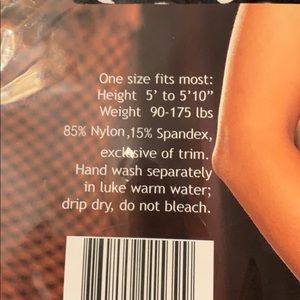 One size fits most:
Height 5' to 5'10"
Weight 90-175 lbs
85% Nylon,15% Spandex,
exclusive of trim.
Hand wash separately
in luke warm water;
drip dry, do not bleach.